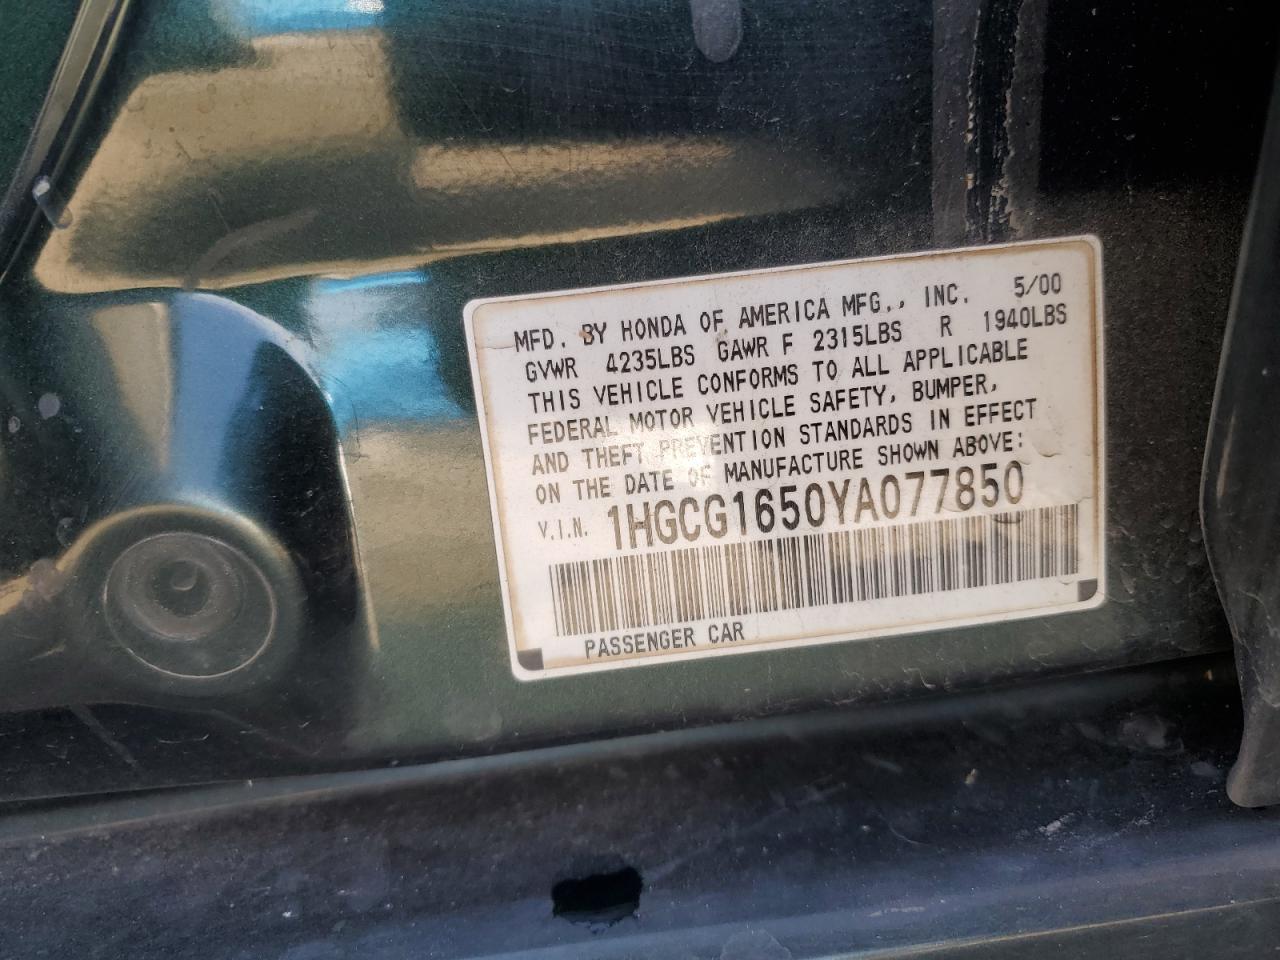 MFD. BY HONDA OF AMERICA MFG., INC. 5/00
GVWR 4235LBS GAWR F 2315LBS R 1940LBS
THIS VEHICLE CONFORMS TO ALL APPLICABLE
FEDERAL MOTOR VEHICLE SAFETY, BUMPER,
AND THEFT PREVENTION STANDARDS IN EFFECT
ON THE DATE OF MANUFACTURE SHOWN ABOVE:
V.I.N. 1HGCG1650YA077850
PASSENGER CAR